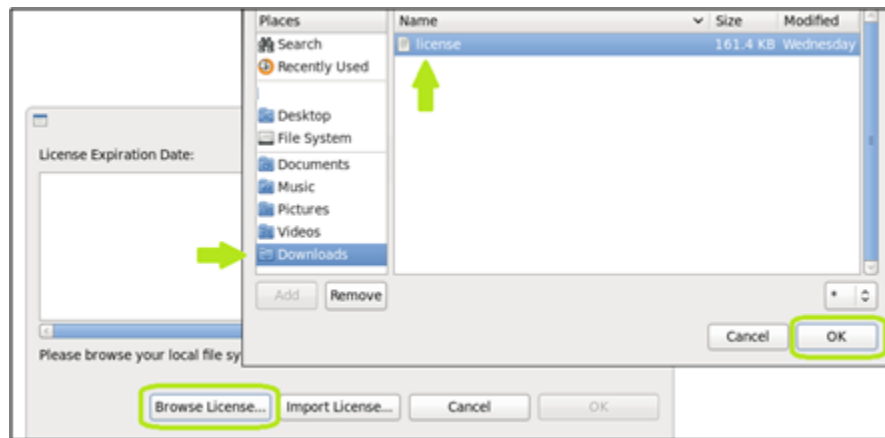 Places
Name
Size
Modified
Search
license
161.4 KB
Wednesday
Recently Used
Desktop
File System
Documents
Music
Pictures
Videos
Downloads
Add
Remove
*
Cancel
OK
License Expiration Date:
Please browse your local file sy
Browse License...
Import License...
Cancel
OK